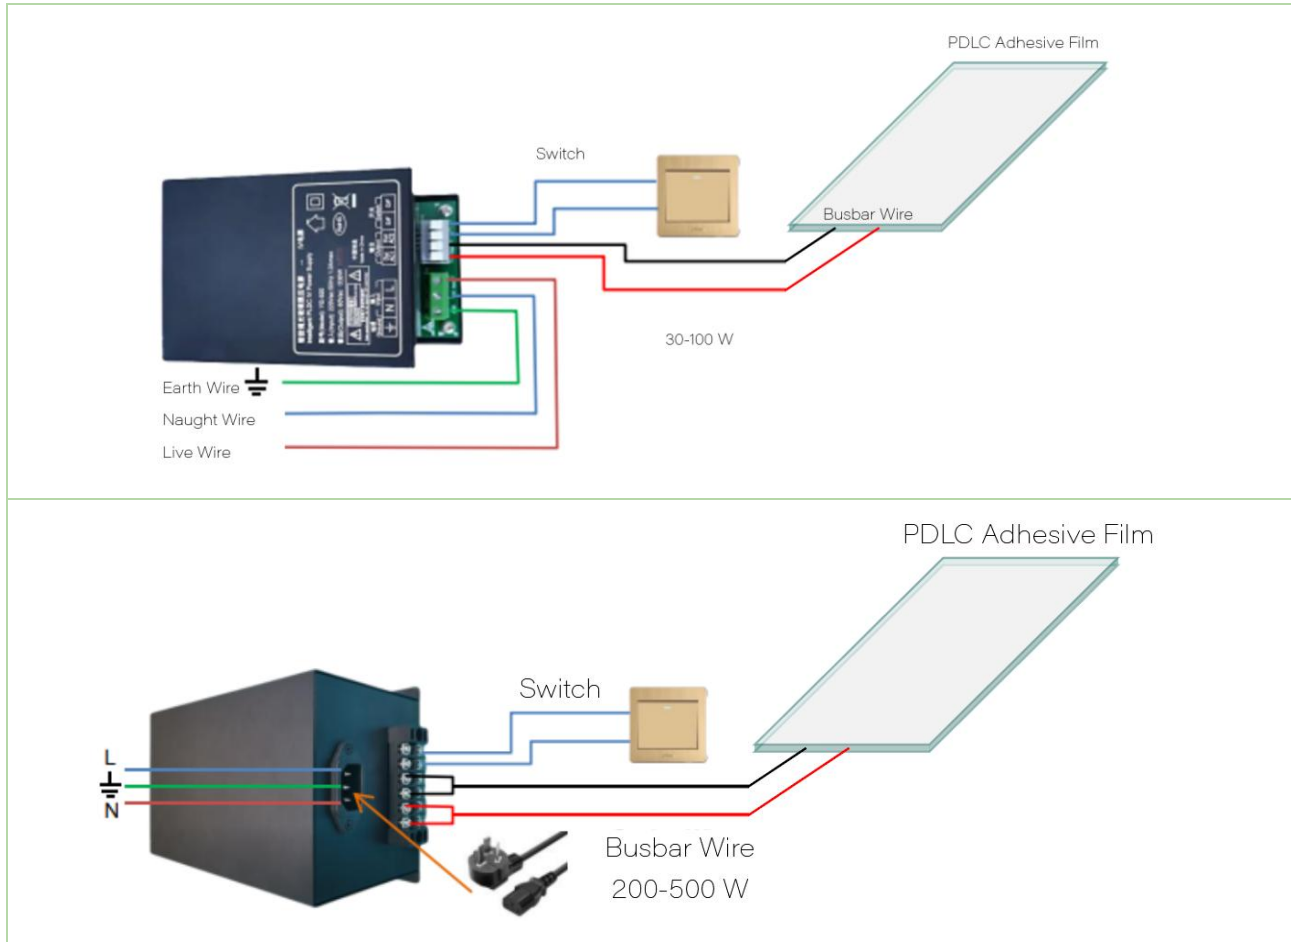 PDLC Adhesive Film
Switch
Busbar Wire
30-100 W
Earth Wire
Naught Wire
Live Wire
PDLC Adhesive Film
Switch
L
N
Busbar Wire
200-500 W